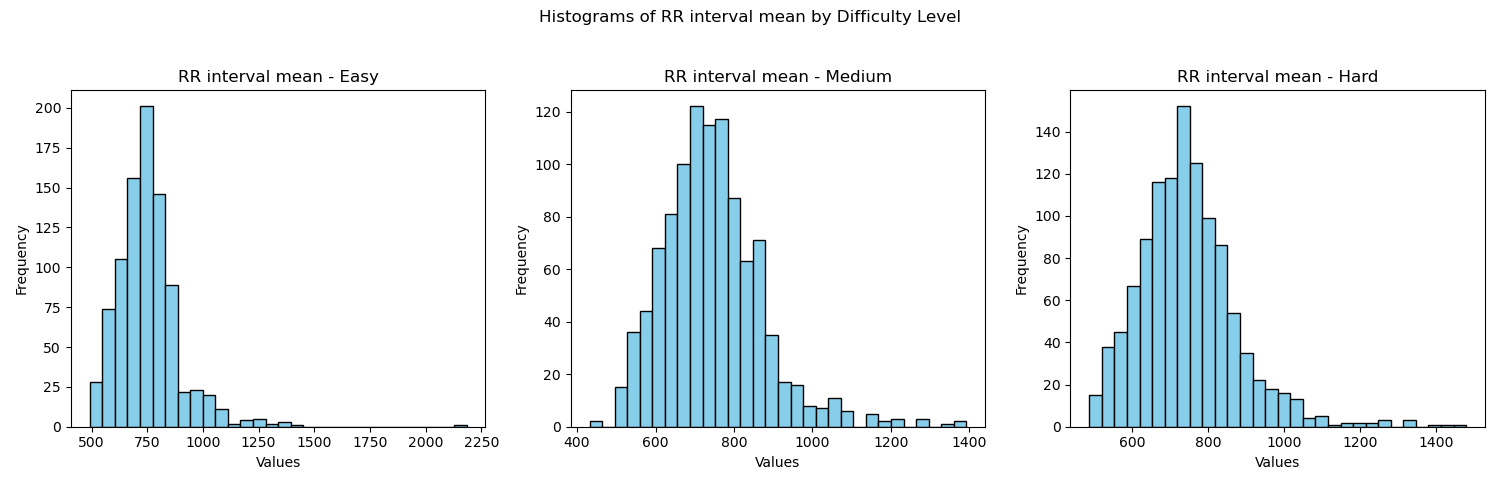 Histograms of RR interval mean by Difficulty Level
RR interval mean - Easy
200
175
150
125
100
75
50
25
0
Frequency
500 750 1000 1250 1500 1750 2000 2250
Values
RR interval mean - Medium
120
100
80
60
40
20
0
Frequency
400 600 800 1000 1200 1400
Values
RR interval mean - Hard
140
120
100
80
60
40
20
0
Frequency
600 800 1000 1200 1400
Values